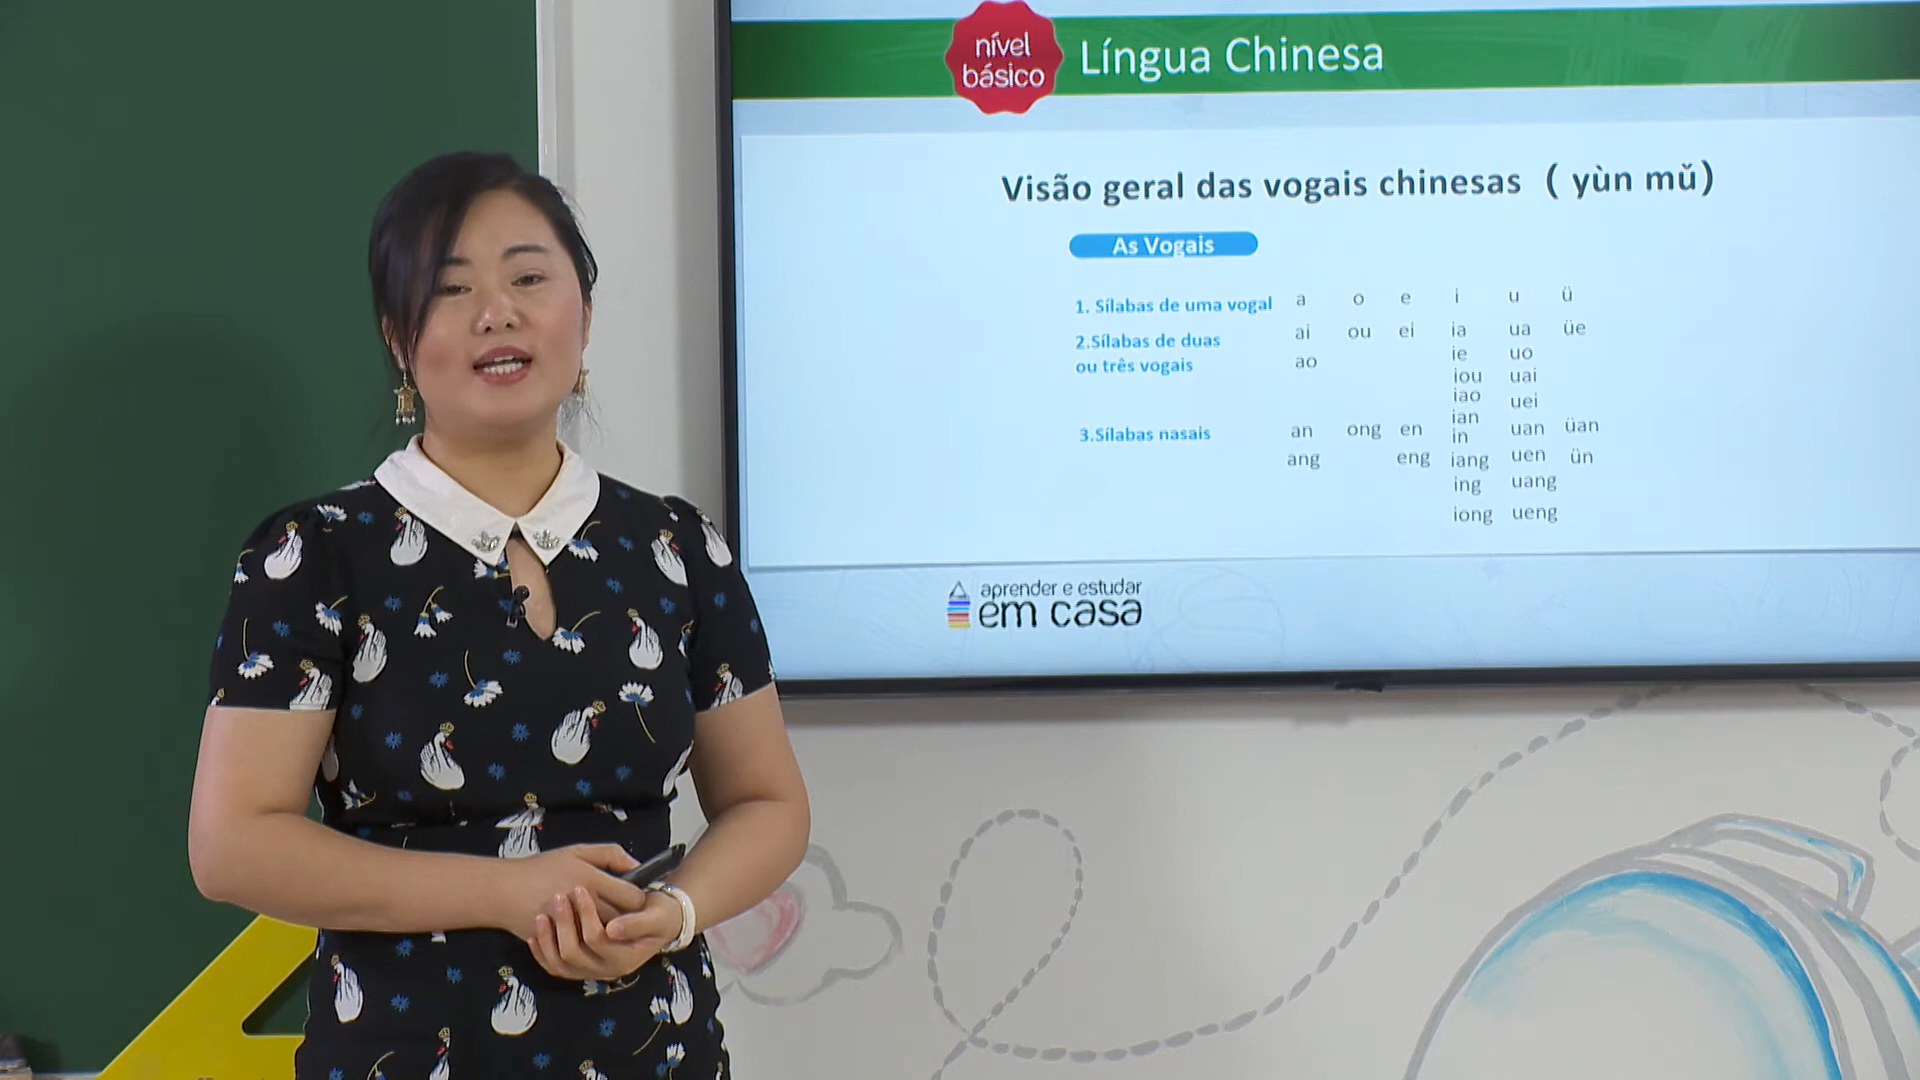 nível
básico
Língua Chinesa
Visão geral das vogais chinesas ( yùn mǔ)
As Vogais
1. Sílabas de uma vogal a o e i u ü
2.Sílabas de duas
ou três vogais
ai ou ei ia ua üe
ao ie uo
iou uai
iao uei
ian
3.Sílabas nasais an ong en in uan üan
ang eng iang uen ün
ing uang
iong ueng
aprender e estudar
em casa